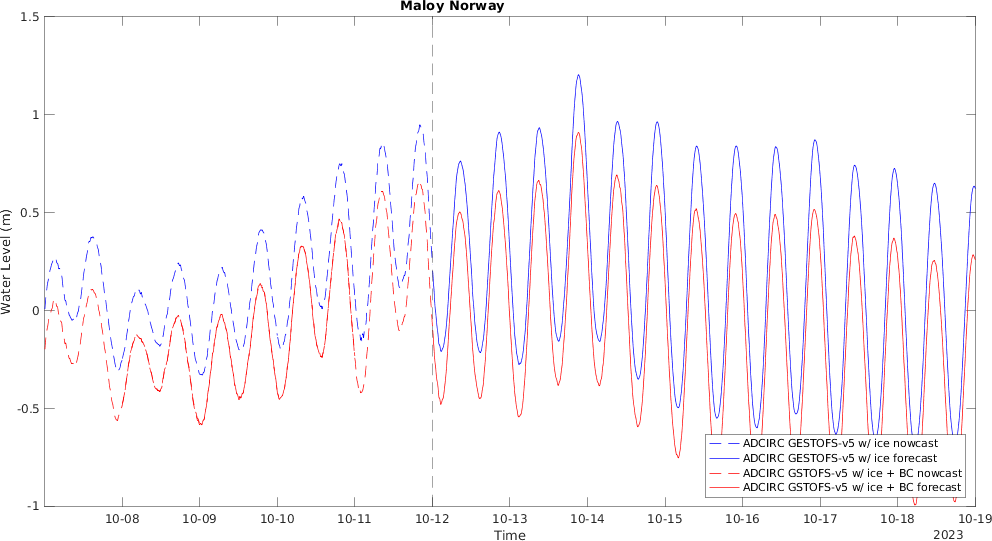 Maloy Norway
1.5
1
0.5
0
-0.5
-1
Water Level (m)
10-08 10-09 10-10 10-11 10-12 10-13 10-14 10-15 10-16 10-17 10-18 10-19
Time
2023
ADCIRC GESTOFS-v5 w/ ice nowcast
ADCIRC GESTOFS-v5 w/ ice forecast
ADCIRC GSTOFS-v5 w/ ice + BC nowcast
ADCIRC GSTOFS-v5 w/ ice + BC forecast